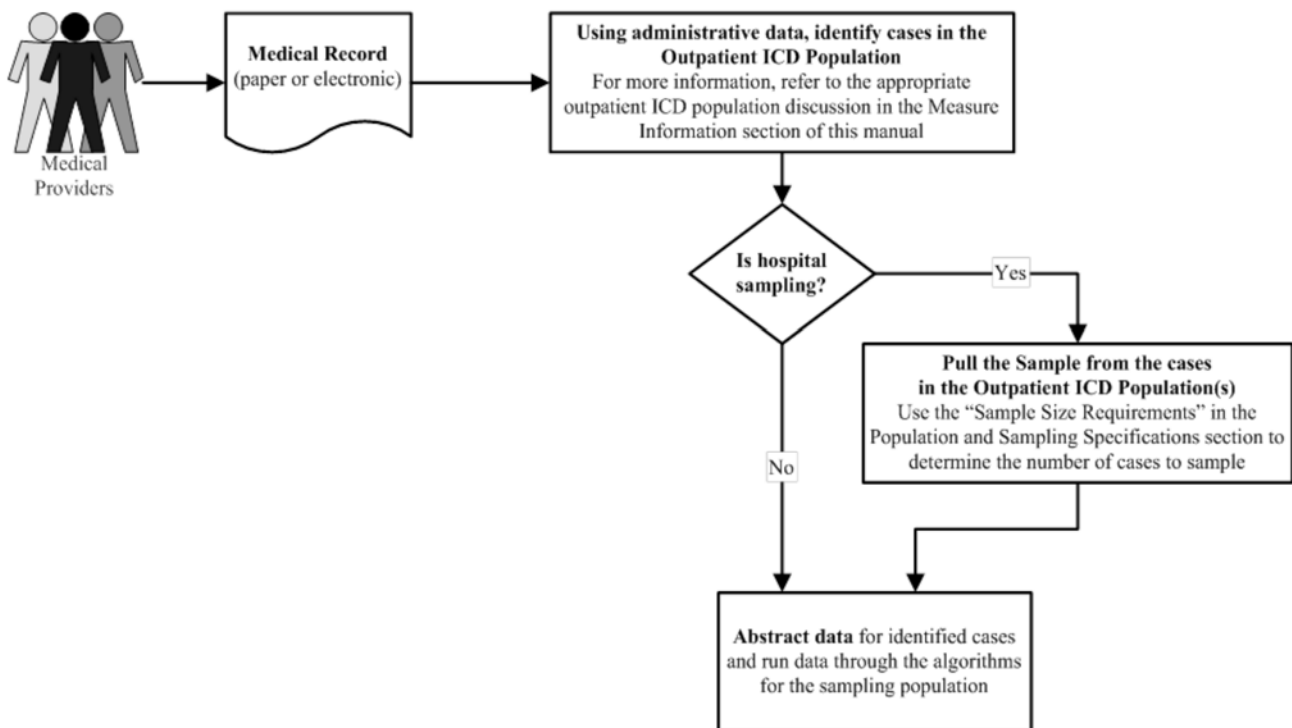 Medical
Providers
Medical Record
(paper or electronic)
Using administrative data, identify cases in the
Outpatient ICD Population
For more information, refer to the appropriate
outpatient ICD population discussion in the Measure
Information section of this manual
Is hospital
sampling?
Yes
Pull the Sample from the cases
in the Outpatient ICD Population(s)
Use the “Sample Size Requirements” in the
Population and Sampling Specifications section to
determine the number of cases to sample
No
Abstract data for identified cases
and run data through the algorithms
for the sampling population